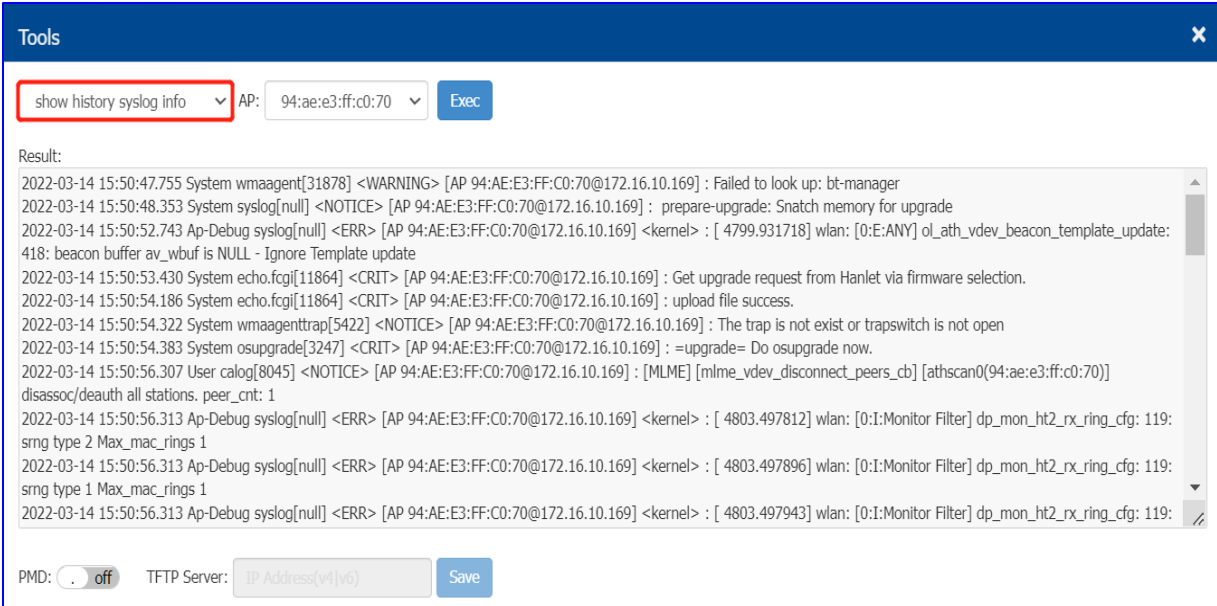 Tools
show history syslog info AP: 94:ae:e3:ff:c0:70 Exec
Result:
2022-03-14 15:50:47.755 System wmaagent[31878] <WARNING> [AP 94:AE:E3:FF:C0:70@172.16.10.169] : Failed to look up: bt-manager
2022-03-14 15:50:48.353 System syslog[null] <NOTICE> [AP 94:AE:E3:FF:C0:70@172.16.10.169] :  prepare-upgrade: Snatch memory for upgrade
2022-03-14 15:50:52.743 Ap-Debug syslog[null] <ERR> [AP 94:AE:E3:FF:C0:70@172.16.10.169] <kernel> : [ 4799.931718] wlan: [0:E:ANY] ol_ath_vdev_beacon_template_update:
418: beacon buffer av_wbuf is NULL - Ignore Template update
2022-03-14 15:50:53.430 System echo.fcgi[11864] <CRIT> [AP 94:AE:E3:FF:C0:70@172.16.10.169] : Get upgrade request from Hanlet via firmware selection.
2022-03-14 15:50:54.186 System echo.fcgi[11864] <CRIT> [AP 94:AE:E3:FF:C0:70@172.16.10.169] : upload file success.
2022-03-14 15:50:54.322 System wmaagenttrap[5422] <NOTICE> [AP 94:AE:E3:FF:C0:70@172.16.10.169] : The trap is not exist or trapswitch is not open
2022-03-14 15:50:54.383 System osupgrade[3247] <CRIT> [AP 94:AE:E3:FF:C0:70@172.16.10.169] : =upgrade= Do osupgrade now.
2022-03-14 15:50:56.307 User calog[8045] <NOTICE> [AP 94:AE:E3:FF:C0:70@172.16.10.169] : [MLME] [mlme_vdev_disconnect_peers_cb] [athscan0(94:ae:e3:ff:c0:70)]
disassoc/deauth all stations. peer_cnt: 1
2022-03-14 15:50:56.313 Ap-Debug syslog[null] <ERR> [AP 94:AE:E3:FF:C0:70@172.16.10.169] <kernel> : [ 4803.497812] wlan: [0:I:Monitor Filter] dp_mon_ht2_rx_ring_cfg: 119:
srng type 2 Max_mac_rings 1
2022-03-14 15:50:56.313 Ap-Debug syslog[null] <ERR> [AP 94:AE:E3:FF:C0:70@172.16.10.169] <kernel> : [ 4803.497896] wlan: [0:I:Monitor Filter] dp_mon_ht2_rx_ring_cfg: 119:
srng type 1 Max_mac_rings 1
2022-03-14 15:50:56.313 Ap-Debug syslog[null] <ERR> [AP 94:AE:E3:FF:C0:70@172.16.10.169] <kernel> : [ 4803.497943] wlan: [0:I:Monitor Filter] dp_mon_ht2_rx_ring_cfg: 119:
PMD: . off TFTP Server: IP Address(v4|v6) Save